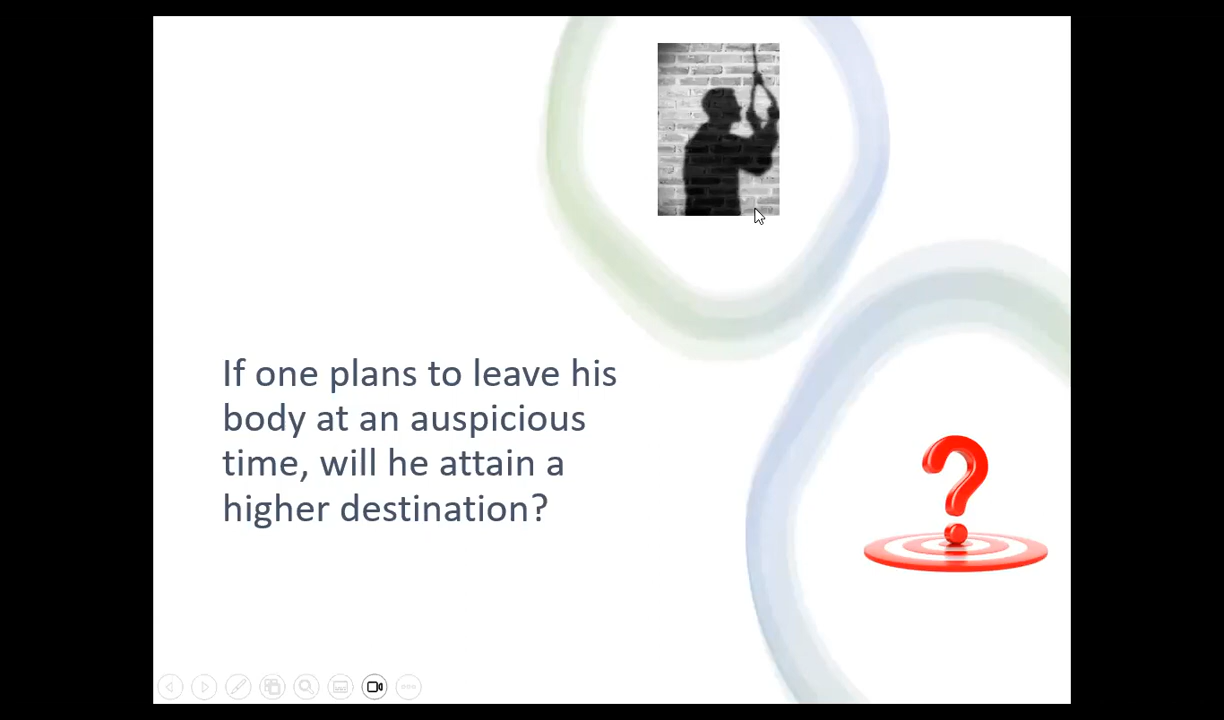 If one plans to leave his
body at an auspicious
time, will he attain a
higher destination?